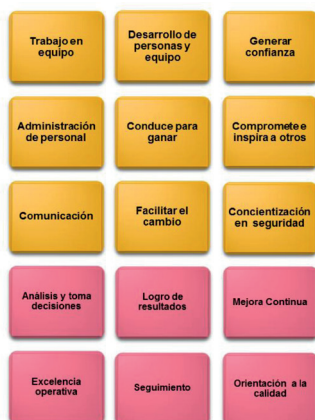 Trabajo en
equipo
Desarrollo de
personas y
equipo
Generar
confianza
Administración
de personal
Conduce para
ganar
Compromete e
inspira a otros
Comunicación
Facilitar el
cambio
Concientización
en seguridad
Análisis y toma
decisiones
Logro de
resultados
Mejora Continua
Excelencia
operativa
Seguimiento
Orientación a la
calidad